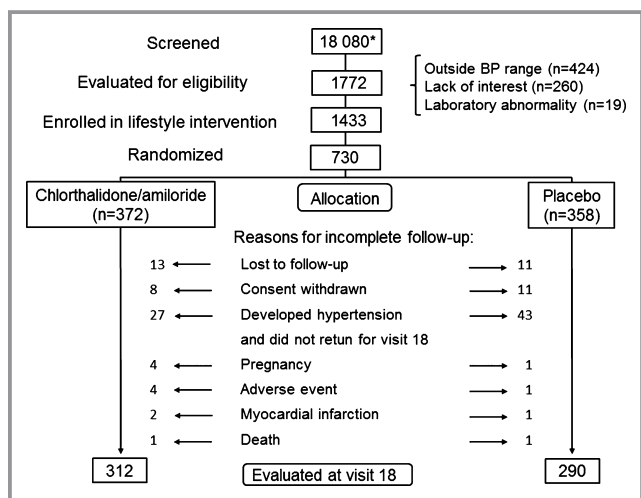 Screened
18 080*
Evaluated for eligibility
1772
Outside BP range (n=424)
Lack of interest (n=260)
Laboratory abnormality (n=19)
Enrolled in lifestyle intervention
1433
Randomized
730
Chlorthalidone/amiloride
(n=372)
Allocation
Placebo
(n=358)
Reasons for incomplete follow-up:
13 Lost to follow-up 11
8 Consent withdrawn 11
27 Developed hypertension 43
and did not retun for visit 18
4 Pregnancy 1
4 Adverse event 1
2 Myocardial infarction 1
1 Death 1
312
Evaluated at visit 18
290